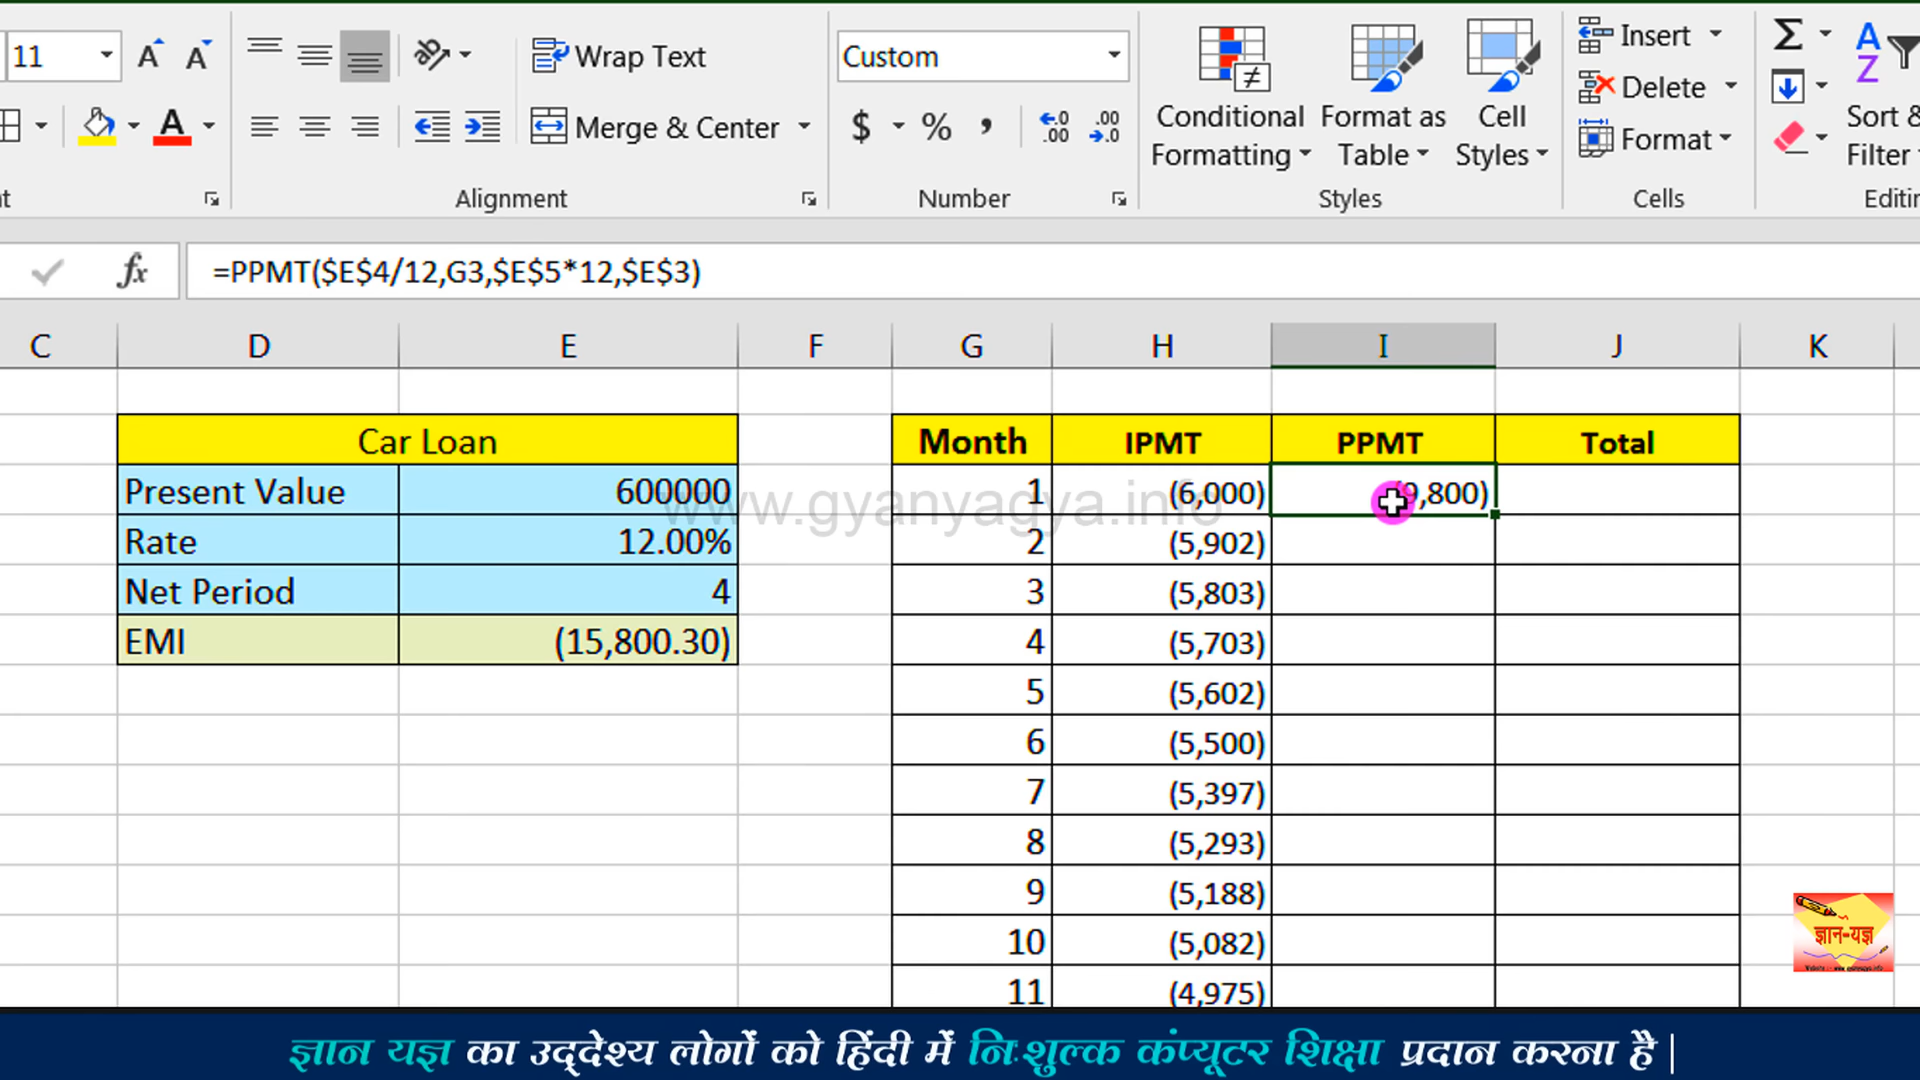 11 Wrap Text Custom Insert
Delete
Merge & Center $ % , Conditional Formatting Format as Table Cell Styles Format Sort & Filter
Alignment Number Styles Cells
fx =PPMT($E$4/12,G3,$E$5*12,$E$3)
C D E F G H I J K
Car Loan Month IPMT PPMT Total
Present Value 600000 1 (6,000) (9,800)
www.gyanyagya.info
Rate 12.00% 2 (5,902)
Net Period 4 3 (5,803)
EMI (15,800.30) 4 (5,703)
5 (5,602)
6 (5,500)
7 (5,397)
8 (5,293)
9 (5,188)
10 (5,082)
11 (4,975)
ज्ञान-यज्ञ
ज्ञान यज्ञ का उद्देश्य लोगों को हिंदी में निःशुल्क कंप्यूटर शिक्षा प्रदान करना है |